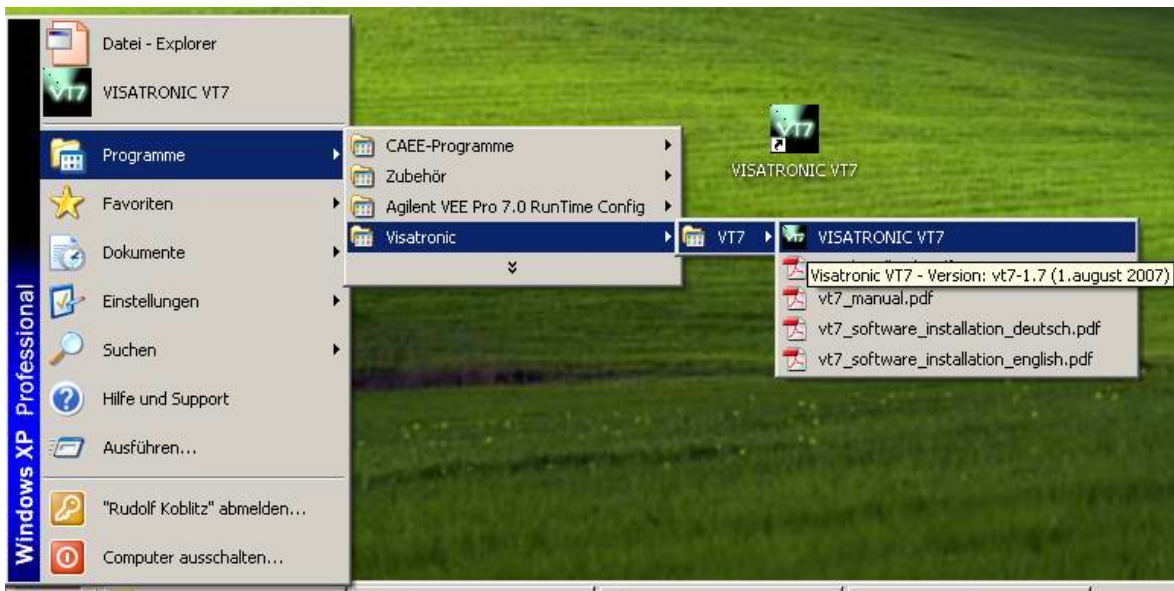 Datei - Explorer
VISATRONIC VT7
Programme
Favoriten
Dokumente
Einstellungen
Suchen
Hilfe und Support
Ausführen...
"Rudolf Koblitz" abmelden...
Computer ausschalten...
Windows XP Professional
CAEE-Programme
Zubehör
Agilent VEE Pro 7.0 RunTime Config
Visatronic
VT7
VISATRONIC VT7
Visatronic VT7 - Version: vt7-1.7 (1.august 2007)
vt7_manual.pdf
vt7_software_installation_deutsch.pdf
vt7_software_installation_english.pdf
VT7
VISATRONIC VT7
VT7